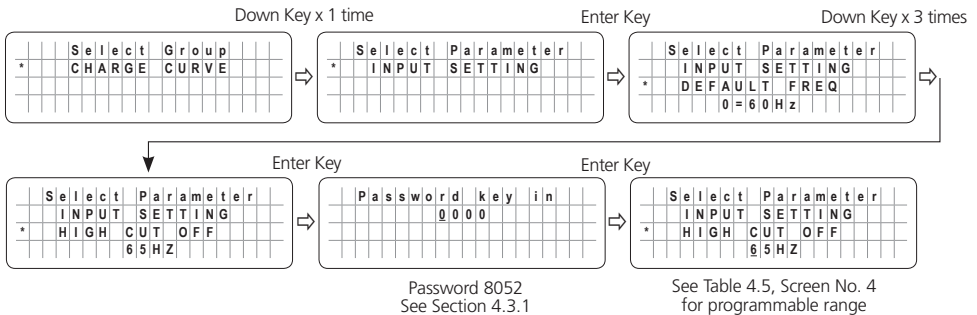 Down Key x 1 time
Enter Key
Down Key x 3 times
Select Group
* CHARGE CURVE
Select Parameter
* INPUT SETTING
Select Parameter
INPUT SETTING
* DEFAULT FREQ
0=60Hz
Enter Key
Enter Key
Select Parameter
INPUT SETTING
* HIGH CUT OFF
65HZ
Password key in
0000
Select Parameter
INPUT SETTING
* HIGH CUT OFF
65HZ
Password 8052
See Section 4.3.1
See Table 4.5, Screen No. 4
for programmable range